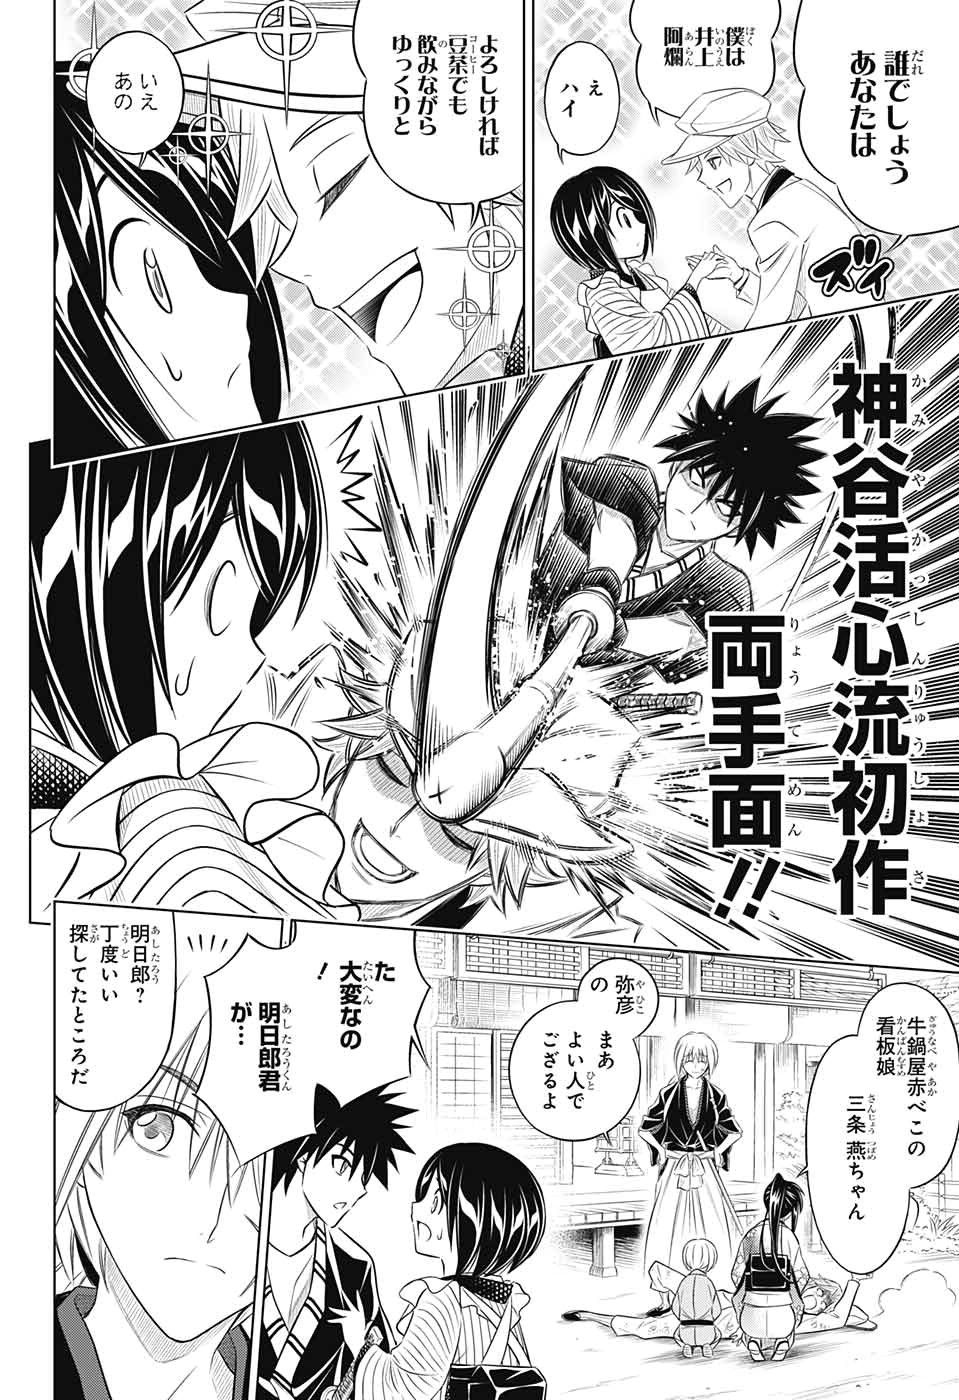 誰でしょう
あなたは
僕は
井上
阿爛
え
ハイ
ズイ
よろしければ
豆茶でも
飲みながら
ゆっくりと
いえ
あの
神谷活心流初作
両手面!!
牛鍋屋赤べこの
看板娘
三条 燕ちゃん
弥彦
の
まあ
よい人で
ござるよ
た
大変なの
!
明日郎君
が…
明日郎?
丁度いい
探してたところだ